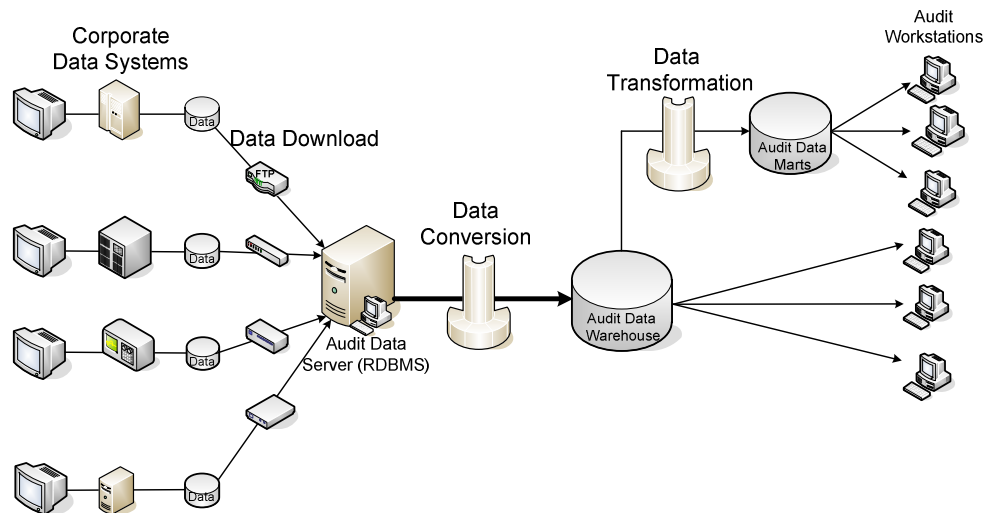 Corporate
Data Systems
Data
Data Download
FTP
Data
Data
Data
Audit Data
Server (RDBMS)
Data
Conversion
Audit Data
Warehouse
Data
Transformation
Audit Data
Marts
Audit
Workstations